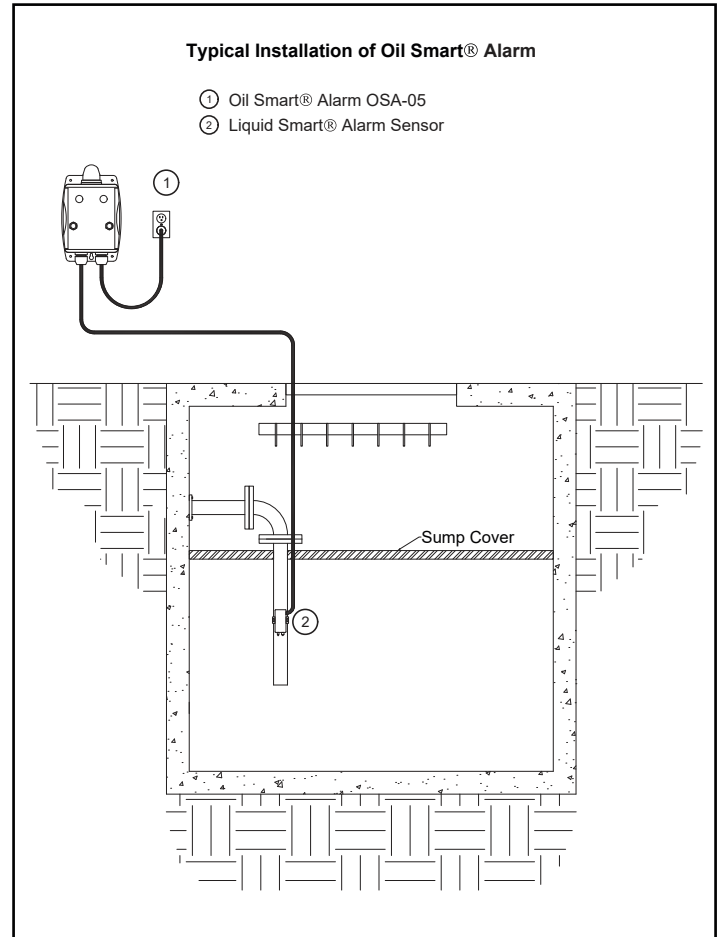 Typical Installation of Oil Smart® Alarm
1 Oil Smart® Alarm OSA-05
2 Liquid Smart® Alarm Sensor
1
Sump Cover
2